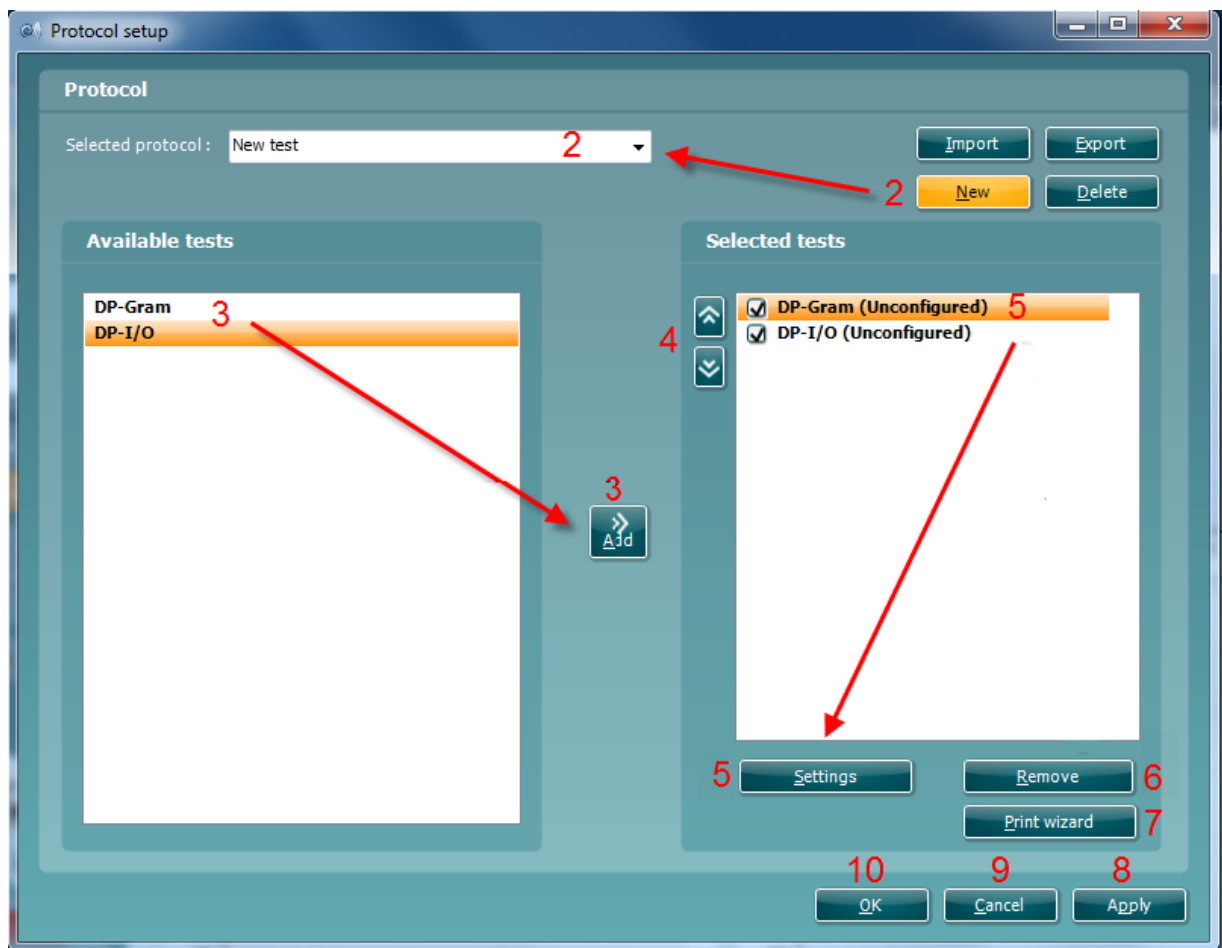 Protocol setup
Protocol
Selected protocol : New test 2
Import Export
2 New Delete
Available tests
Selected tests
DP-Gram 3
DP-I/O
4
DP-Gram (Unconfigured) 5
DP-I/O (Unconfigured)
3
Add
5 Settings Remove 6
Print wizard 7
10 9 8
OK Cancel Apply